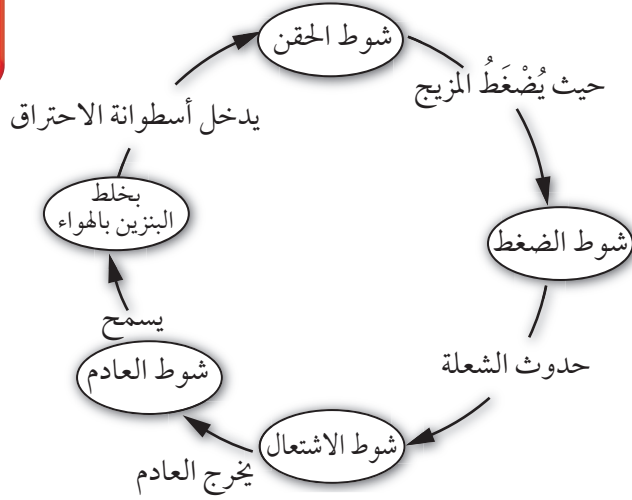 شوط الحقن
حيث يُضْغَطُ المزيج
شوط الضغط
حدوث الشعلة
شوط الاشتعال
يخرج العادم
شوط العادم
يسمح
بخلط
البنزين بالهواء
يدخل أسطوانة الاحتراق